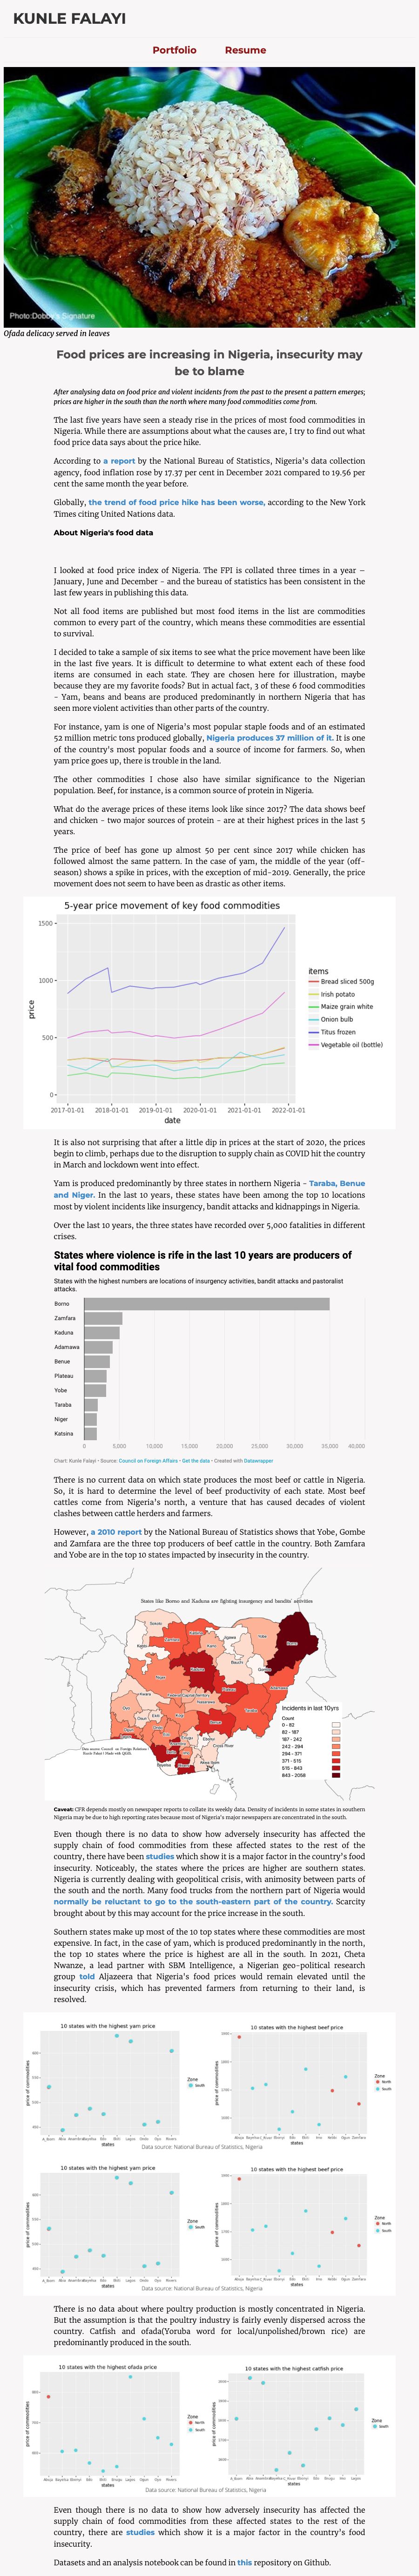 KUNLE FALAYI
Portfolio Resume
Photo:Dobby's Signature
Ofada delicacy served in leaves
Food prices are increasing in Nigeria, insecurity may
be to blame
After analysing data on food price and violent incidents from the past to the present a pattern emerges;
prices are higher in the south than the north where many food commodities come from.
The last five years have seen a steady rise in the prices of most food commodities in
Nigeria. While there are assumptions about what the causes are, I try to find out what
food price data says about the price hike.
According to a report by the National Bureau of Statistics, Nigeria's data collection
agency, food inflation rose by 17.37 per cent in December 2021 compared to 19.56 per
cent the same month the year before.
Globally, the trend of food price hike has been worse, according to the New York
Times citing United Nations data.
About Nigeria's food data
I looked at food price index of Nigeria. The FPI is collated three times in a year –
January, June and December - and the bureau of statistics has been consistent in the
last few years in publishing this data.
Not all food items are published but most food items in the list are commodities
common to every part of the country, which means these commodities are essential
to survival.
I decided to take a sample of six items to see what the price movement have been like
in the last five years. It is difficult to determine to what extent each of these food
items are consumed in each state. They are chosen here for illustration, maybe
because they are my favorite foods? But in actual fact, 3 of these 6 food commodities
- Yam, beans and beans are produced predominantly in northern Nigeria that has
seen more violent activities than other parts of the country.
For instance, yam is one of Nigeria's most popular staple foods and of an estimated
52 million metric tons produced globally, Nigeria produces 37 million of it. It is one
of the country's most popular foods and a source of income for farmers. So, when
yam price goes up, there is trouble in the land.
The other commodities I chose also have similar significance to the Nigerian
population. Beef, for instance, is a common source of protein in Nigeria.
What do the average prices of these items look like since 2017? The data shows beef
and chicken - two major sources of protein - are at their highest prices in the last 5
years.
The price of beef has gone up almost 50 per cent since 2017 while chicken has
followed almost the same pattern. In the case of yam, the middle of the year (off-
season) shows a spike in prices, with the exception of mid-2019. Generally, the price
movement does not seem to have been as drastic as other items.
5-year price movement of key food commodities
1500
1000
500
0
price
2017-01-01 2018-01-01 2019-01-01 2020-01-01 2021-01-01 2022-01-01
date
items
Bread sliced 500g
Irish potato
Maize grain white
Onion bulb
Titus frozen
Vegetable oil (bottle)
It is also not surprising that after a little dip in prices at the start of 2020, the prices
begin to climb, perhaps due to the disruption to supply chain as COVID hit the country
in March and lockdown went into effect.
Yam is produced predominantly by three states in northern Nigeria - Taraba, Benue
and Niger. In the last 10 years, these states have been among the top 10 locations
most by violent incidents like insurgency, bandit attacks and kidnappings in Nigeria.
Over the last 10 years, the three states have recorded over 5,000 fatalities in different
crises.
States where violence is rife in the last 10 years are producers of
vital food commodities
States with the highest numbers are locations of insurgency activities, bandit attacks and pastoralist
attacks.
Borno
Zamfara
Kaduna
Adamawa
Benue
Plateau
Yobe
Taraba
Niger
Katsina
0 5,000 10,000 15,000 20,000 25,000 30,000 35,000 40,000
Chart: Kunle Falayi • Source: Council on Foreign Affairs • Get the data • Created with Datawrapper
There is no current data on which state produces the most beef or cattle in Nigeria.
So, it is hard to determine the level of beef productivity of each state. Most beef
cattles come from Nigeria's north, a venture that has caused decades of violent
clashes between cattle herders and farmers.
However, a 2010 report by the National Bureau of Statistics shows that Yobe, Gombe
and Zamfara are the three top producers of beef cattle in the country. Both Zamfara
and Yobe are in the top 10 states impacted by insecurity in the country.
States like Borno and Kaduna are fighting insurgency and bandits' activities
Incidents in last 10yrs
Count
0 - 82
82 - 187
187 - 242
242 - 294
294 - 371
371 - 515
515 - 843
843 - 2058
Caveat: CFR depends mostly on newspaper reports to collate its weekly data. Density of incidents in some states in southern
Nigeria may be due to high reporting rates because most of Nigeria's major newspapers are concentrated in the south.
Even though there is no data to show how adversely insecurity has affected the
supply chain of food commodities from these affected states to the rest of the
country, there have been studies which show it is a major factor in the country's food
insecurity. Noticeably, the states where the prices are higher are southern states.
Nigeria is currently dealing with geopolitical crisis, with animosity between parts of
the south and the north. Many food trucks from the northern part of Nigeria would
normally be reluctant to go to the south-eastern part of the country. Scarcity
brought about by this may account for the price increase in the south.
Southern states make up most of the 10 top states where these commodities are most
expensive. In fact, in the case of yam, which is produced predominantly in the north,
the top 10 states where the price is highest are all in the south. In 2021, Cheta
Nwanze, a lead partner with SBM Intelligence, a Nigerian geo-political research
group told Aljazeera that Nigeria's food prices would remain elevated until the
insecurity crisis, which has prevented farmers from returning to their land, is
resolved.
10 states with the highest yam price 10 states with the highest beef price
price of commodities
states
Zone
South
Zone
North
South
Data source: National Bureau of Statistics, Nigeria
10 states with the highest yam price 10 states with the highest beef price
price of commodities
states
Zone
South
Zone
North
South
Data source: National Bureau of Statistics, Nigeria
There is no data about where poultry production is mostly concentrated in Nigeria.
But the assumption is that the poultry industry is fairly evenly dispersed across the
country. Catfish and ofada(Yoruba word for local/unpolished/brown rice) are
predominantly produced in the south.
10 states with the highest ofada price 10 states with the highest catfish price
price of commodities
states
Zone
North
South
Zone
South
Data source: National Bureau of Statistics, Nigeria
Even though there is no data to show how adversely insecurity has affected the
supply chain of food commodities from these affected states to the rest of the
country, there are studies which show it is a major factor in the country's food
insecurity.
Datasets and an analysis notebook can be found in this repository on Github.